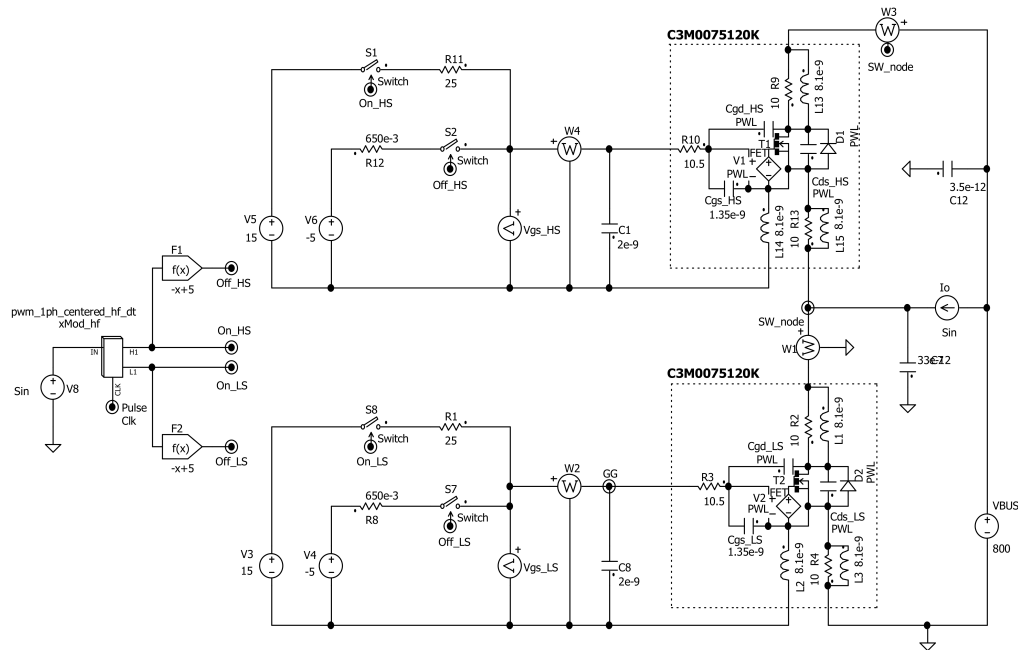 W3
+
SW_node
C3M0075120K
10 R9
L13 8.1e-9
S1
Switch
On_HS
R11
25
Cgd_HS
PWL
D1
PWL
650e-3
R12
S2
Switch
Off_HS
W4
+
R10
10.5
T1
FET
V1
PWL
Cds_HS
PWL
Cgs_HS
1.35e-9
3.5e-12
C12
V5
15
V6
-5
Vgs_HS
C1
2e-9
L14 8.1e-9
10 R13
L15 8.1e-9
F1
f(x)
-x+5
Off_HS
pwm_1ph_centered_hf_dt
xMod_hf
IN
H1
L1
CLK
On_HS
On_LS
Sin
V8
Pulse
Clk
SW_node
W1
Io
Sin
F2
f(x)
-x+5
Off_LS
C3M0075120K
10 R2
L1 8.1e-9
S8
Switch
On_LS
R1
25
Cgd_LS
PWL
D2
PWL
650e-3
R8
S7
Switch
Off_LS
W2
+
GG
R3
10.5
T2
FET
V2
PWL
Cds_LS
PWL
Cgs_LS
1.35e-9
VBUS
800
V3
15
V4
-5
Vgs_LS
C8
2e-9
L2 8.1e-9
10 R4
L3 8.1e-9